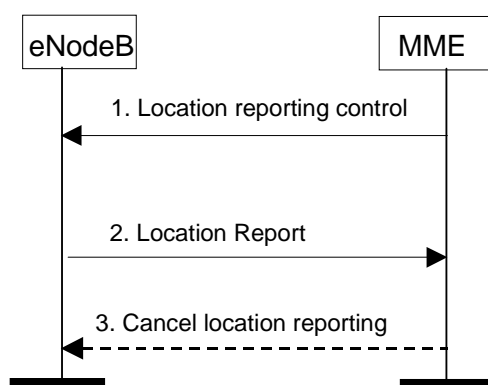 eNodeB
MME
1. Location reporting control
2. Location Report
3. Cancel location reporting